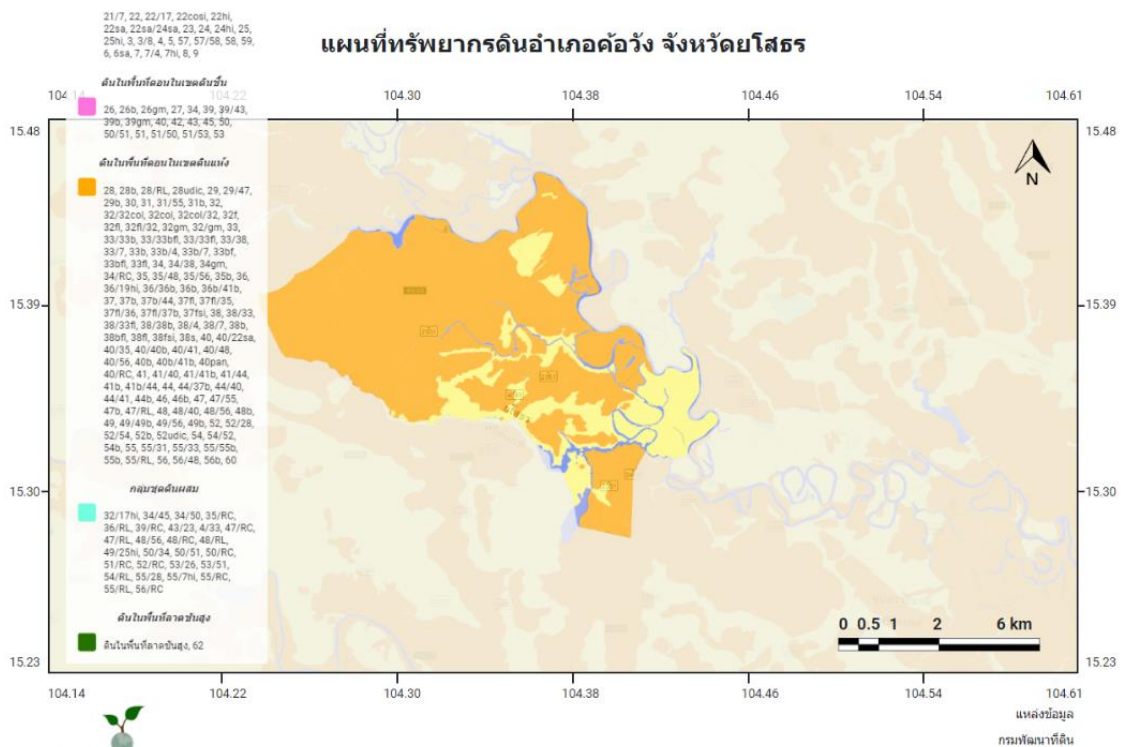 21/7, 22, 22/17, 22cosi, 22hi,
22sa, 22sa/24sa, 23, 24, 24hi, 25,
25hi, 3, 3/8, 4, 5, 57, 57/58, 58, 59,
6, 6sa, 7, 7/4, 7hi, 8, 9
แผนที่ทรัพยากรดินอำเภอค้อวัง จังหวัดยโสธร
ดินในพื้นที่ดอนในเขตดินชื้น
26, 26b, 26gm, 27, 34, 39, 39/43,
39b, 39gm, 40, 42, 43, 45, 50,
50/51, 51, 51/50, 51/53, 53
ดินในพื้นที่ดอนในเขตดินแห้ง
28, 28b, 28/RL, 28udic, 29, 29/47,
29b, 30, 31, 31/55, 31b, 32,
32/32col, 32col, 32col/32, 32f,
32fl, 32fl/32, 32gm, 32/gm, 33,
33/33b, 33/33bfl, 33/33fl, 33/38,
33/7, 33b, 33b/4, 33b/7, 33bf,
33bfl, 33fl, 34, 34/38, 34gm,
34/RC, 35, 35/48, 35/56, 35b, 36,
36/19hi, 36/36b, 36b, 36b/41b,
37, 37b, 37b/44, 37fl, 37fl/35,
37fl/36, 37fl/37b, 37fsi, 38, 38/33,
38/33fl, 38/38b, 38/4, 38/7, 38b,
38bfl, 38fl, 38fsi, 38s, 40, 40/22sa,
40/35, 40/40b, 40/41, 40/48,
40/56, 40b, 40b/41b, 40pan,
40/RC, 41, 41/40, 41/41b, 41/44,
41b, 41b/44, 44, 44/37b, 44/40,
44/41, 44b, 46, 46b, 47, 47/55,
47b, 47/RL, 48, 48/40, 48/56, 48b,
49, 49/49b, 49/56, 49b, 52, 52/28,
52/54, 52b, 52udic, 54, 54/52,
54b, 55, 55/31, 55/33, 55/55b,
55b, 55/RL, 56, 56/48, 56b, 60
กลุ่มชุดดินผสม
32/17hi, 34/45, 34/50, 35/RC,
36/RL, 39/RC, 43/23, 4/33, 47/RC,
47/RL, 48/56, 48/RC, 48/RL,
49/25hi, 50/34, 50/51, 50/RC,
51/RC, 52/RC, 53/26, 53/51,
54/RL, 55/28, 55/7hi, 55/RC,
55/RL, 56/RC
ดินในพื้นที่ลาดชันสูง
ดินในพื้นที่ลาดชันสูง, 62
104.14 104.22 104.30 104.38 104.46 104.54 104.61
15.48 15.48
N
15.39 15.39
15.30 15.30
0 0.5 1 2 6 km
15.23 15.23
104.14 104.22 104.30 104.38 104.46 104.54 104.61
แหล่งข้อมูล
กรมพัฒนาที่ดิน